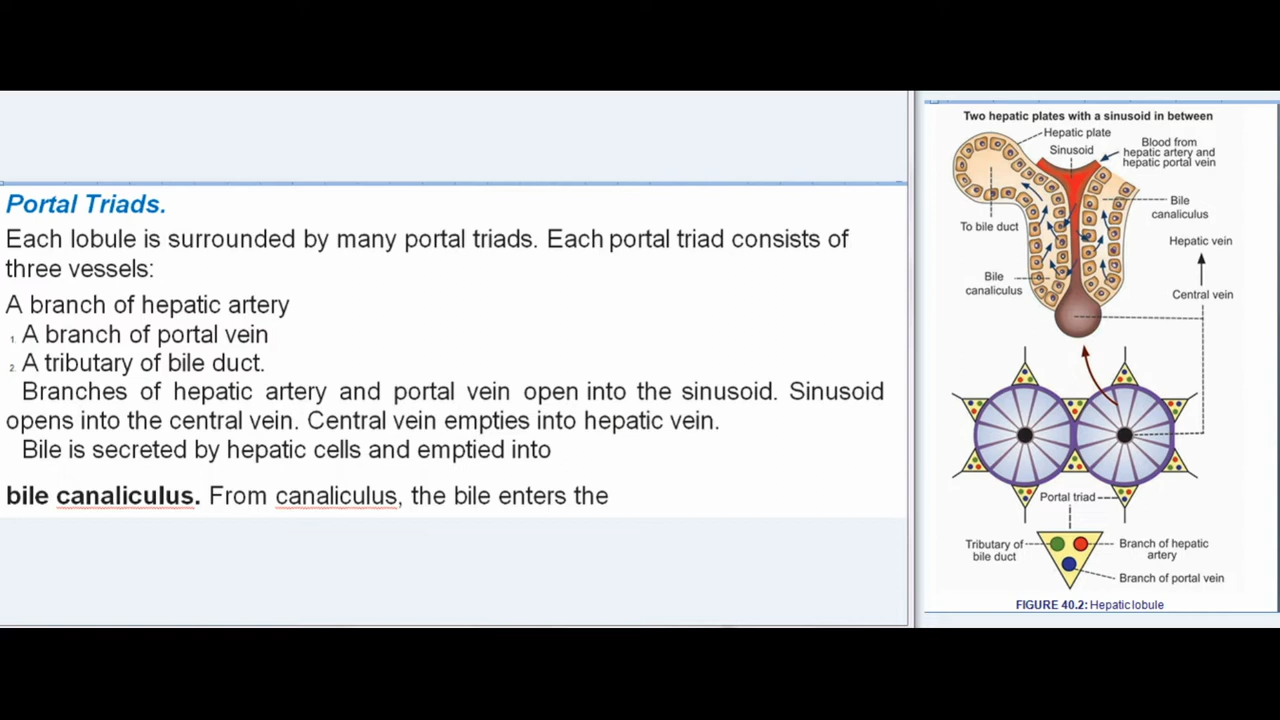 Portal Triads.
Each lobule is surrounded by many portal triads. Each portal triad consists of
three vessels:
A branch of hepatic artery
1. A branch of portal vein
2. A tributary of bile duct.
Branches of hepatic artery and portal vein open into the sinusoid. Sinusoid
opens into the central vein. Central vein empties into hepatic vein.
Bile is secreted by hepatic cells and emptied into
bile canaliculus. From canaliculus, the bile enters the
Two hepatic plates with a sinusoid in between
Hepatic plate
Sinusoid
Blood from
hepatic artery and
hepatic portal vein
Bile
canaliculus
To bile duct
Hepatic vein
Bile
canaliculus
Central vein
Portal triad
Tributary of
bile duct
Branch of hepatic
artery
Branch of portal vein
FIGURE 40.2: Hepatic lobule